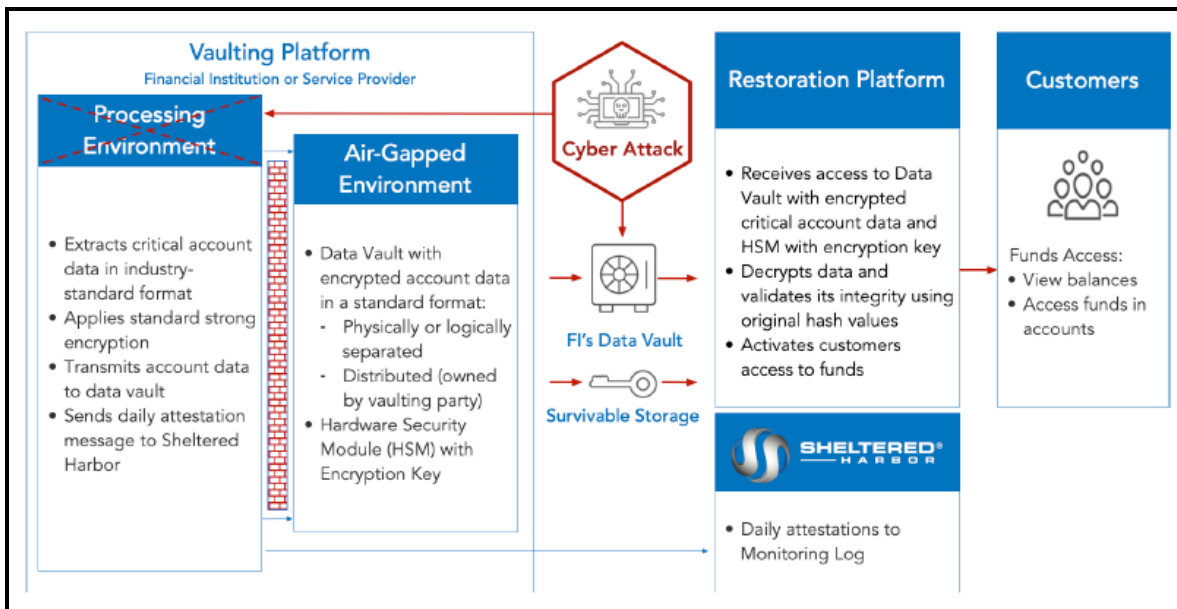 Vaulting Platform
Financial Institution or Service Provider
Processing
Environment
• Extracts critical account
data in industry-
standard format
• Applies standard strong
encryption
• Transmits account data
to data vault
• Sends daily attestation
message to Sheltered
Harbor
Air-Gapped
Environment
• Data Vault with
encrypted account data
in a standard format:
- Physically or logically
separated
- Distributed (owned
by vaulting party)
• Hardware Security
Module (HSM) with
Encryption Key
Cyber Attack
FI's Data Vault
Survivable Storage
Restoration Platform
• Receives access to Data
Vault with encrypted
critical account data and
HSM with encryption key
• Decrypts data and
validates its integrity using
original hash values
• Activates customers
access to funds
SHELTERED®
HARBOR
• Daily attestations to
Monitoring Log
Customers
Funds Access:
• View balances
• Access funds in
accounts